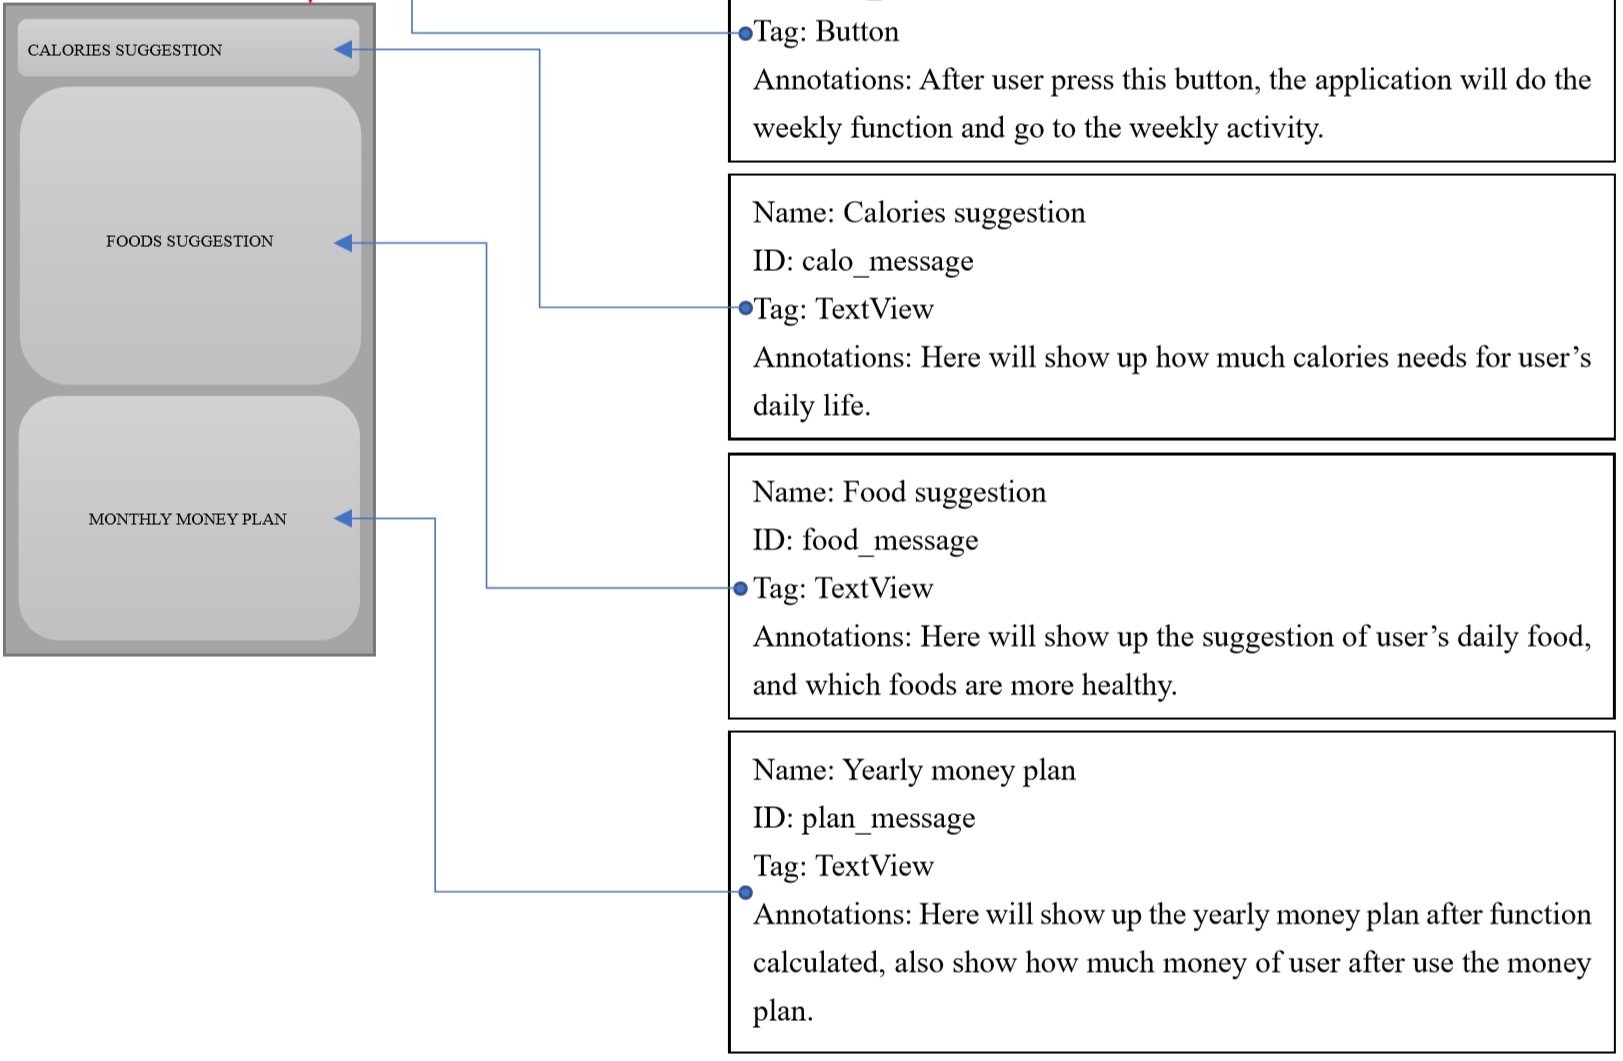 CALORIES SUGGESTION
FOODS SUGGESTION
MONTHLY MONEY PLAN
Tag: Button
Annotations: After user press this button, the application will do the
weekly function and go to the weekly activity.
Name: Calories suggestion
ID: calo_message
Tag: TextView
Annotations: Here will show up how much calories needs for user’s
daily life.
Name: Food suggestion
ID: food_message
Tag: TextView
Annotations: Here will show up the suggestion of user’s daily food,
and which foods are more healthy.
Name: Yearly money plan
ID: plan_message
Tag: TextView
Annotations: Here will show up the yearly money plan after function
calculated, also show how much money of user after use the money
plan.